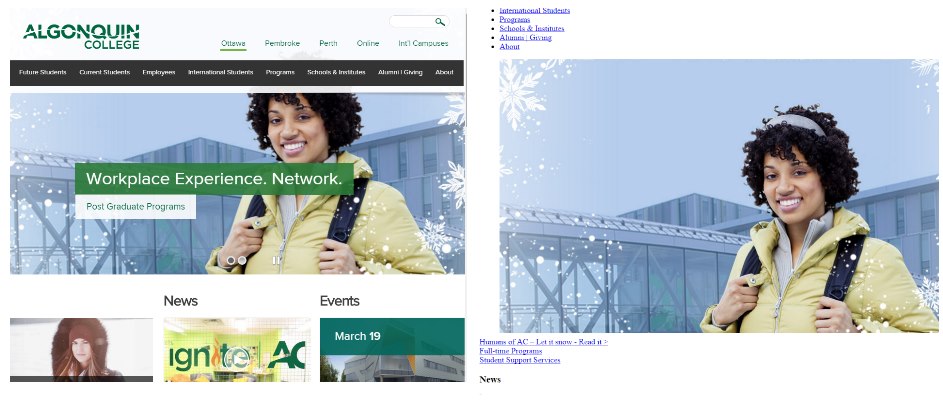 ALGONQUIN
COLLEGE
Ottawa Pembroke Perth Online Int'l Campuses
Future Students Current Students Employees International Students Programs Schools & Institutes Alumni | Giving About
Workplace Experience. Network.
Post Graduate Programs
News Events
ignite AC
March 19
International Students
Programs
Schools & Institutes
Alumni | Giving
About
Humans of AC – Let it snow - Read it >
Full-time Programs
Student Support Services
News